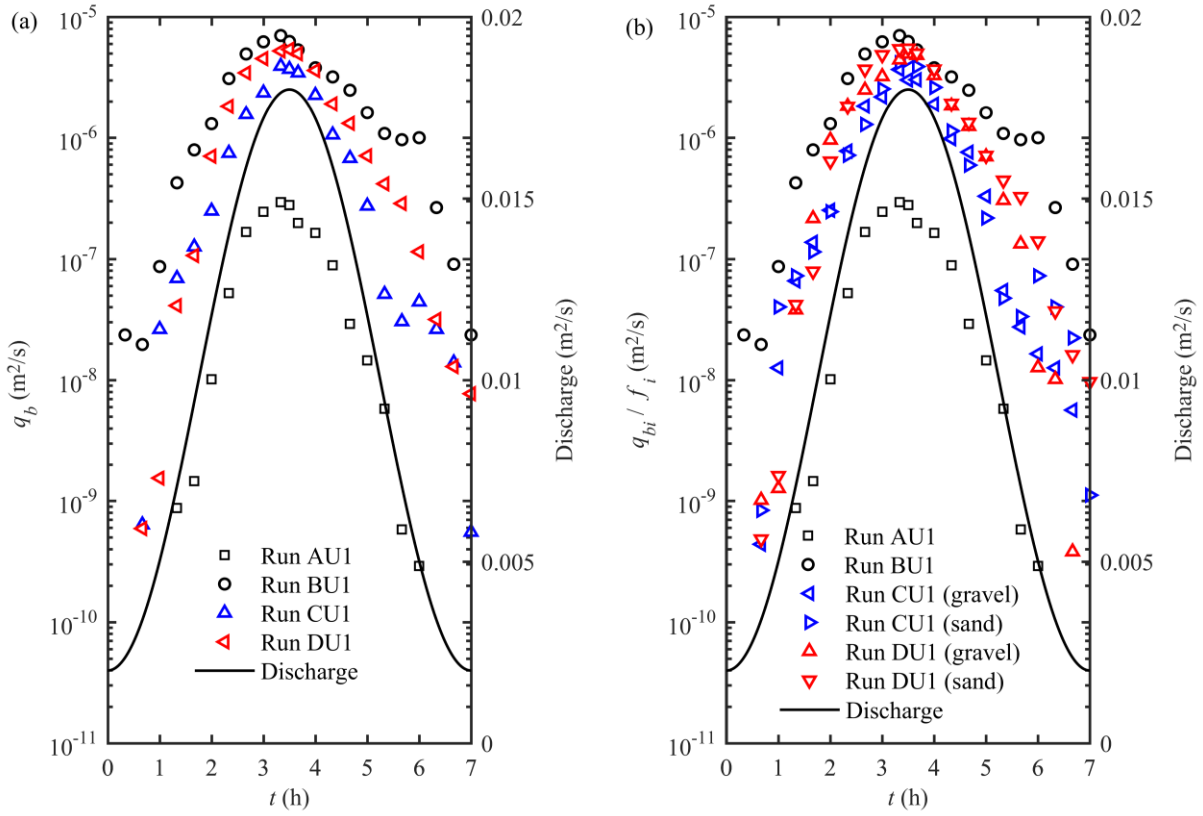 (a)
10⁻⁵
10⁻⁶
10⁻⁷
10⁻⁸
10⁻⁹
10⁻¹⁰
10⁻¹¹
q_b (m²/s)
0.02
0.015
0.01
0.005
0
Discharge (m²/s)
Run AU1
Run BU1
Run CU1
Run DU1
Discharge
0 1 2 3 4 5 6 7
t (h)
(b)
10⁻⁵
10⁻⁶
10⁻⁷
10⁻⁸
10⁻⁹
10⁻¹⁰
10⁻¹¹
q_bi / f_i (m²/s)
0.02
0.015
0.01
0.005
0
Discharge (m²/s)
Run AU1
Run BU1
Run CU1 (gravel)
Run CU1 (sand)
Run DU1 (gravel)
Run DU1 (sand)
Discharge
0 1 2 3 4 5 6 7
t (h)